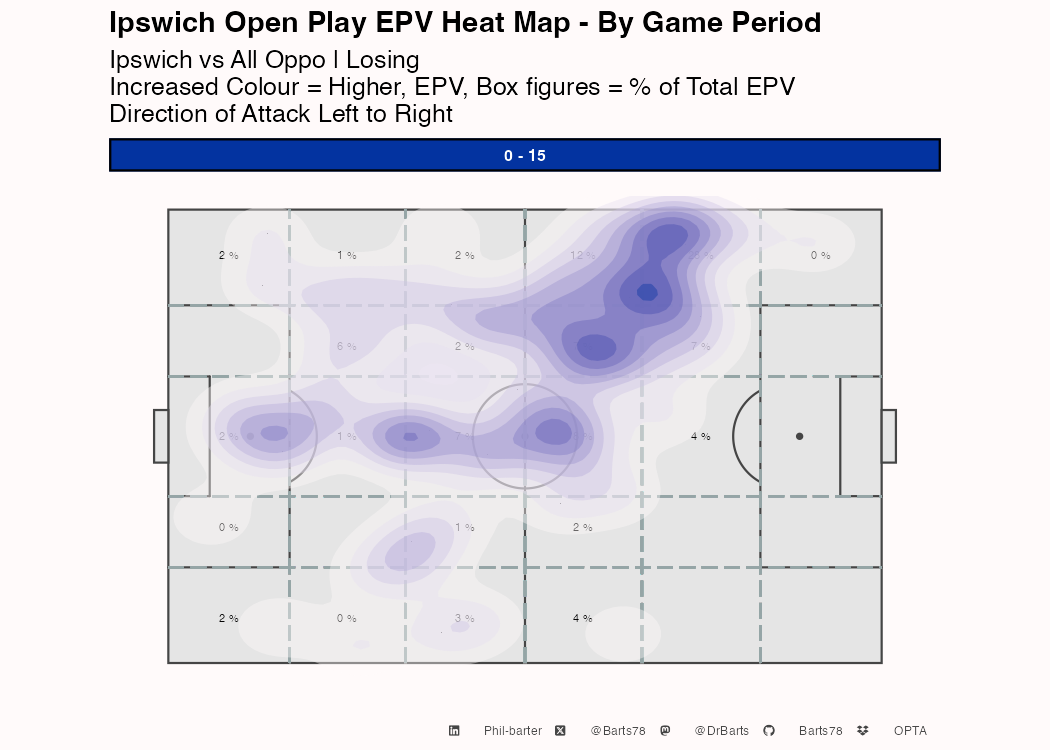 Ipswich Open Play EPV Heat Map - By Game Period
Ipswich vs All Oppo | Losing
Increased Colour = Higher, EPV, Box figures = % of Total EPV
Direction of Attack Left to Right
0 - 15
2 % 1 % 2 % 12 % 0 %
6 % 2 % 7 %
2 % 1 % 7 % 4 %
0 % 1 % 2 %
2 % 0 % 3 % 4 %
Phil-barter @Barts78 @DrBarts Barts78 OPTA